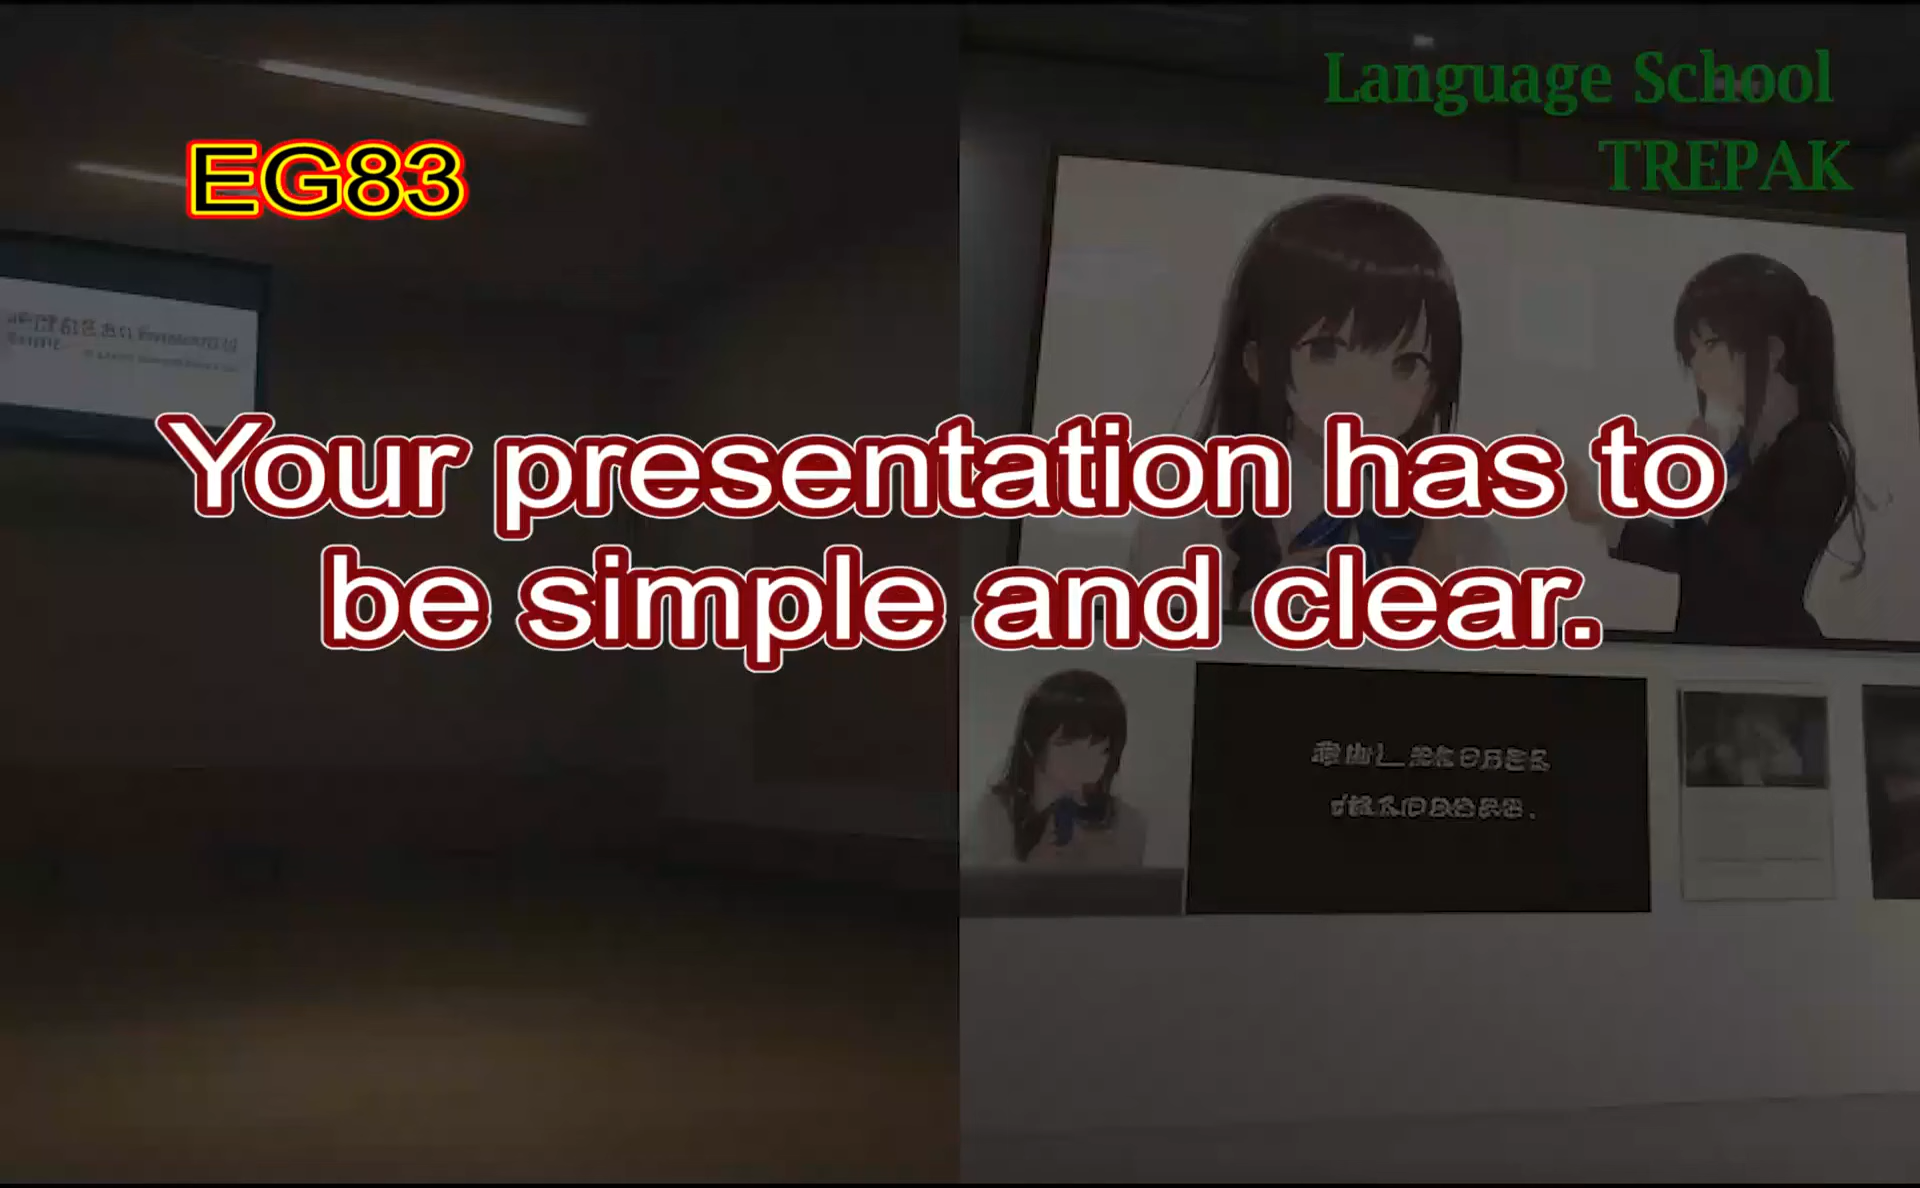 Language School
TREPAK
EG83
Your presentation has to
be simple and clear.